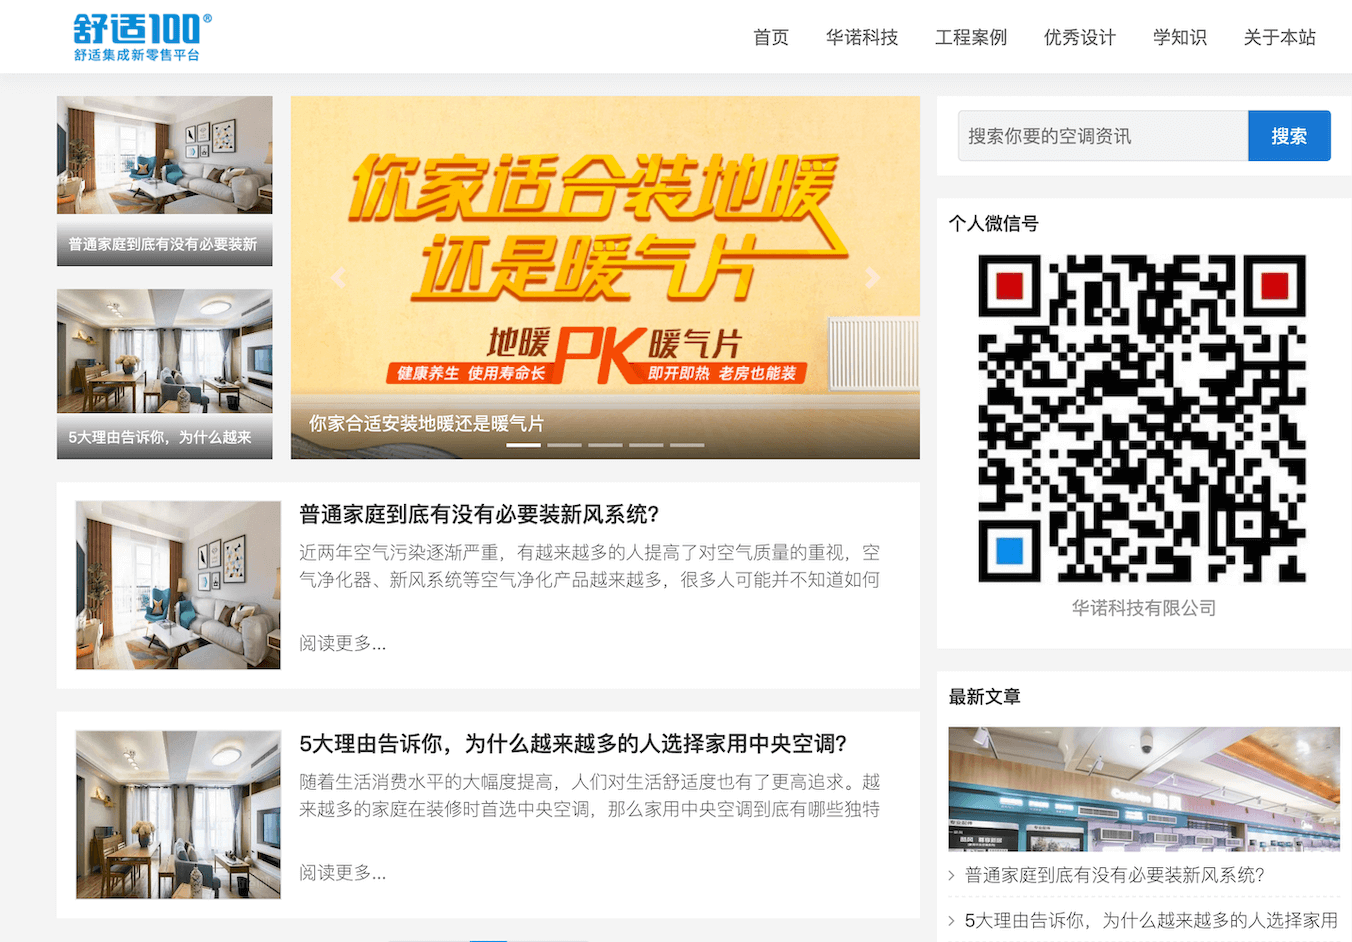 舒适100®
舒适集成新零售平台
首页 华诺科技 工程案例 优秀设计 学知识 关于本站
普通家庭到底有没有必要装新
5大理由告诉你，为什么越来
你家适合装地暖
还是暖气片
地暖PK暖气片
健康养生 使用寿命长 即开即热 老房也能装
你家合适安装地暖还是暖气片
搜索你要的空调资讯 搜索
个人微信号
华诺科技有限公司
普通家庭到底有没有必要装新风系统?
近两年空气污染逐渐严重，有越来越多的人提高了对空气质量的重视，空
气净化器、新风系统等空气净化产品越来越多，很多人可能并不知道如何
阅读更多...
5大理由告诉你，为什么越来越多的人选择家用中央空调?
随着生活消费水平的大幅度提高，人们对生活舒适度也有了更高追求。越
来越多的家庭在装修时首选中央空调，那么家用中央空调到底有哪些独特
阅读更多...
最新文章
普通家庭到底有没有必要装新风系统?
5大理由告诉你，为什么越来越多的人选择家用